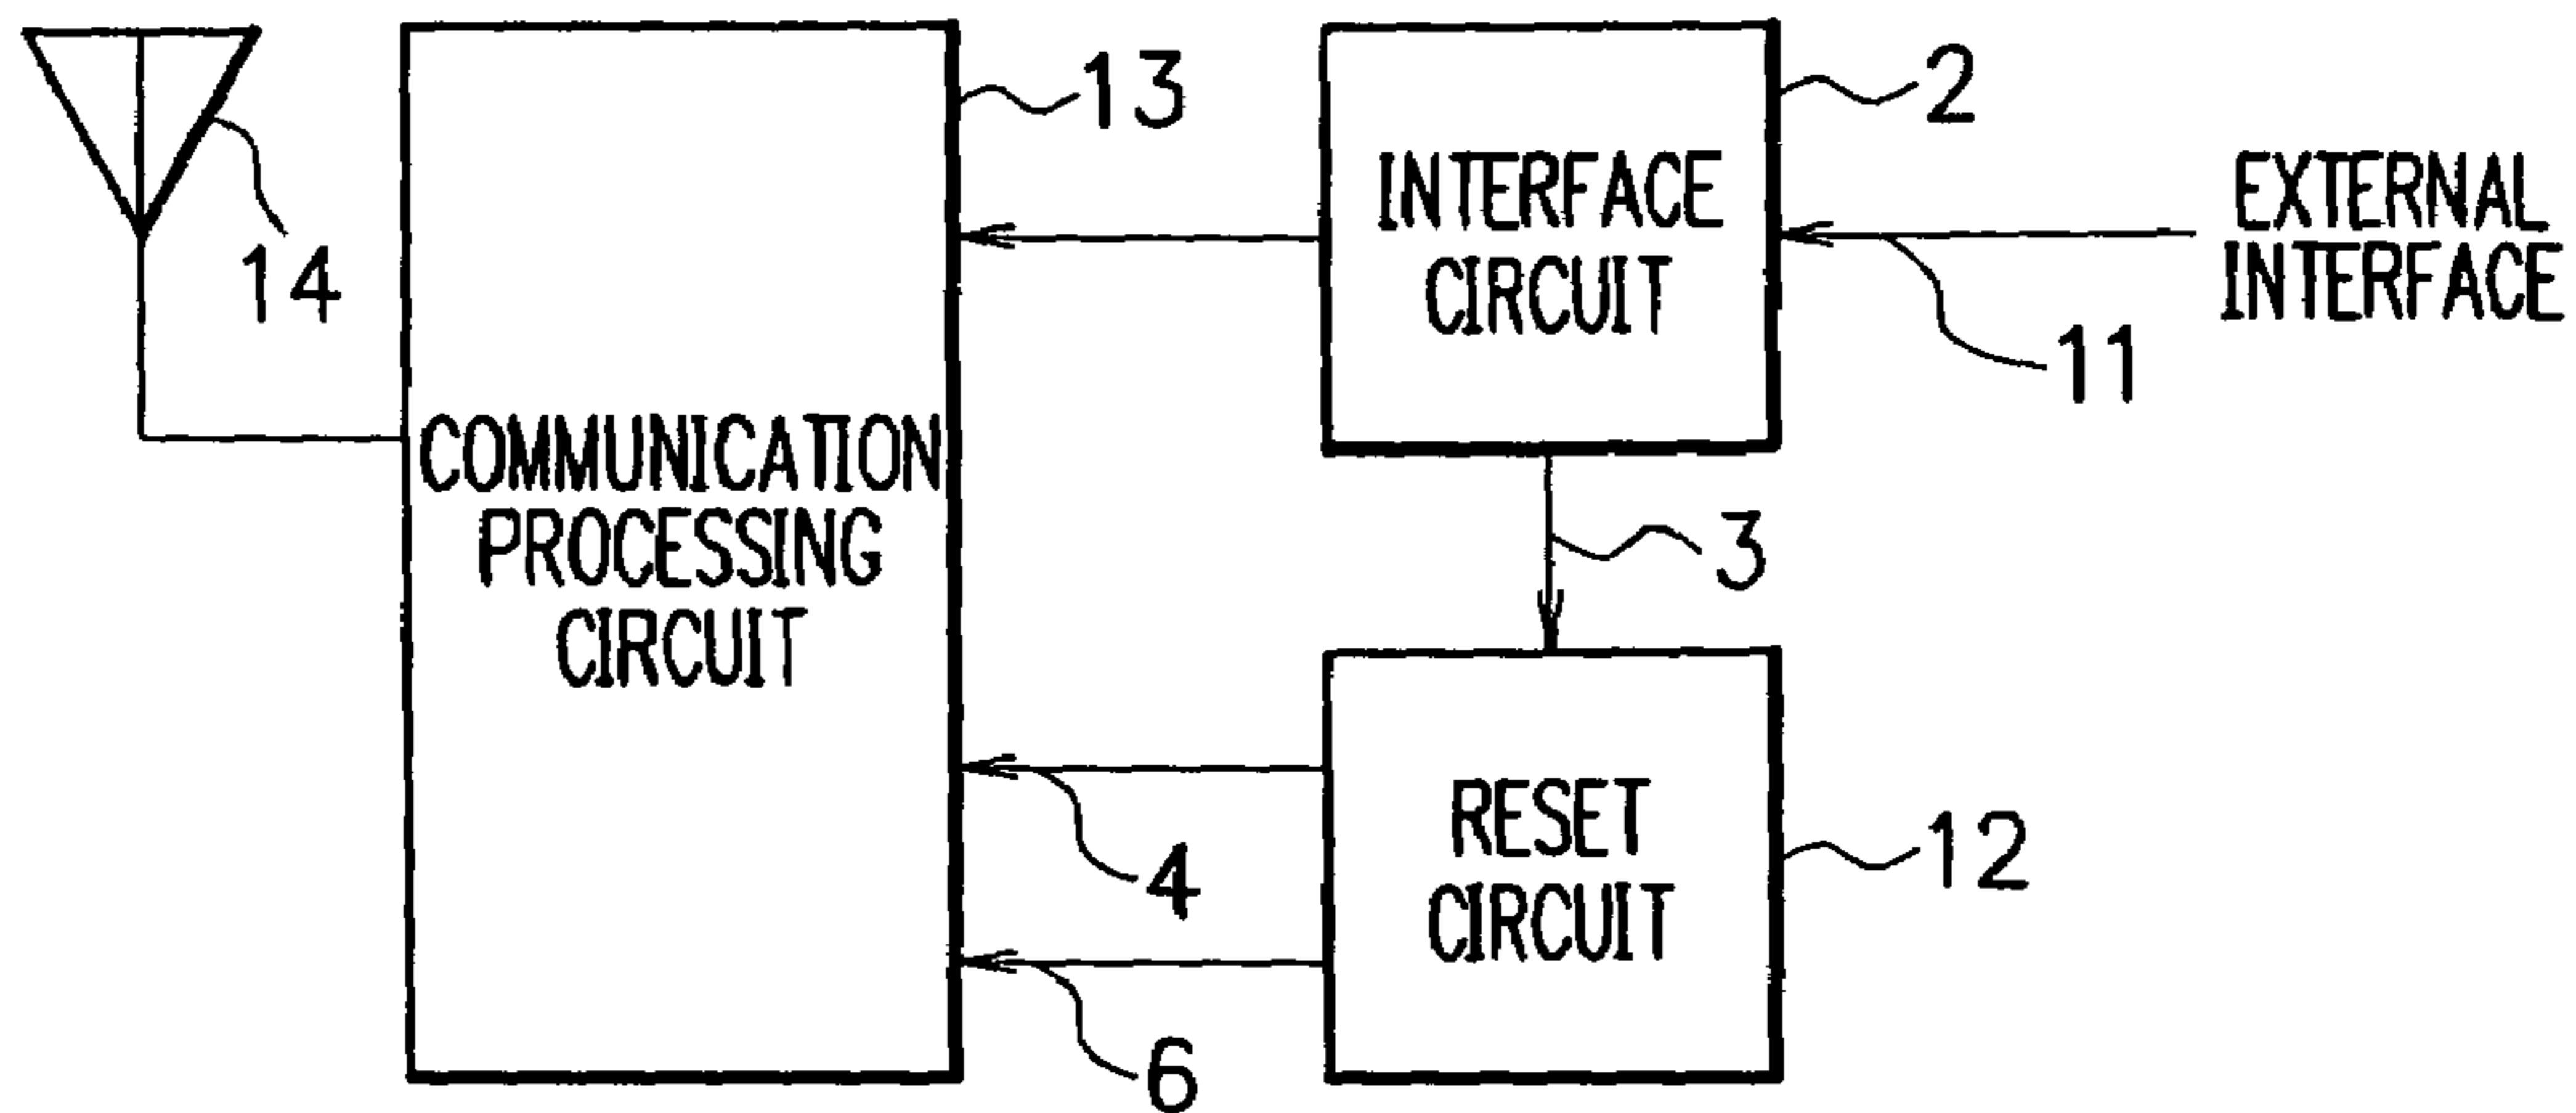 13
2
INTERFACE
CIRCUIT
EXTERNAL
INTERFACE
14
11
COMMUNICATION
PROCESSING
CIRCUIT
3
4
RESET
CIRCUIT
12
6